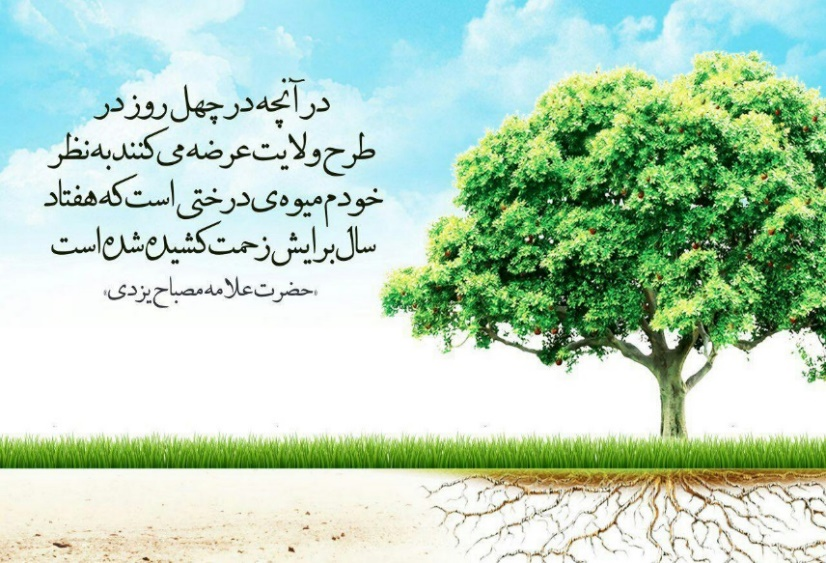 در آنچه در چهل روز در
طرح ولایت عرضه می کنند به نظر
خودم میوه ی درختی است که هفتاد
سال برایش زحمت کشیده شده است
«حضرت علامه مصباح یزدی»